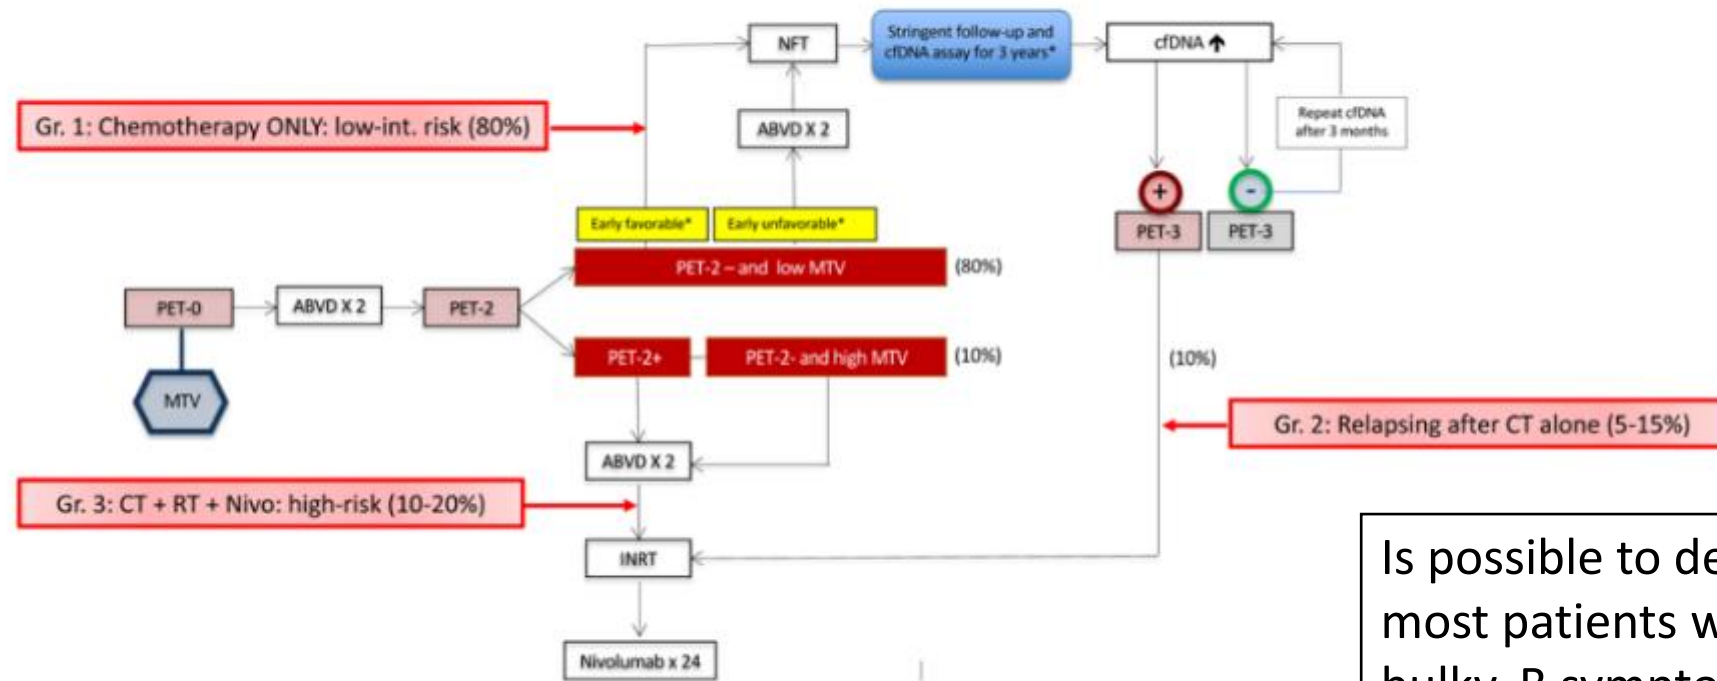 NFT
Stringent follow-up and
cfDNA assay for 3 years*
cfDNA ↑
Gr. 1: Chemotherapy ONLY: low-int. risk (80%)
ABVD X 2
Repeat cfDNA
after 3 months
+
-
Early favorable*
Early unfavorable*
PET-3
PET-3
PET-2 – and low MTV
(80%)
PET-0
ABVD X 2
PET-2
PET-2+
PET-2- and high MTV
(10%)
(10%)
MTV
Gr. 2: Relapsing after CT alone (5-15%)
ABVD X 2
Gr. 3: CT + RT + Nivo: high-risk (10-20%)
INRT
Nivolumab x 24
Is possible to de
most patients w
bulky, B sympto